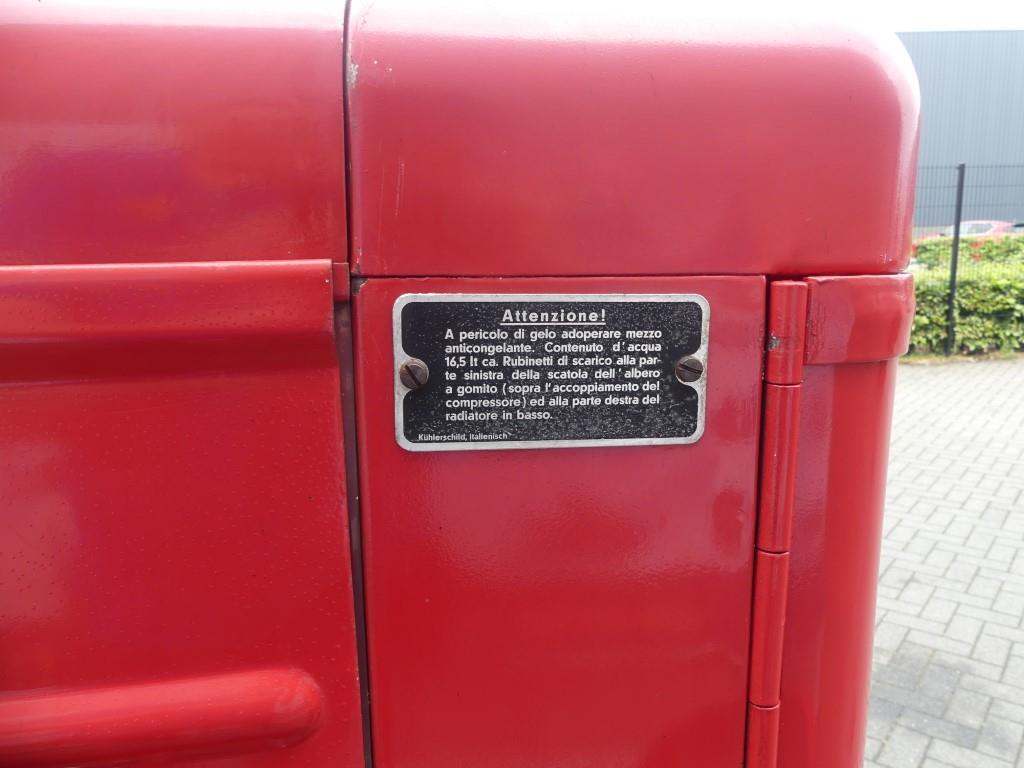 Attenzione!
A pericolo di gelo adoperare mezzo
anticongelante. Contenuto d'acqua
16,5 lt ca. Rubinetti di scarico alla par-
te sinistra della scatola dell'albero
a gomito (sopra l'accoppiamento del
compressore) ed alla parte destra del
radiatore in basso.
Kühlerschild, Italienisch